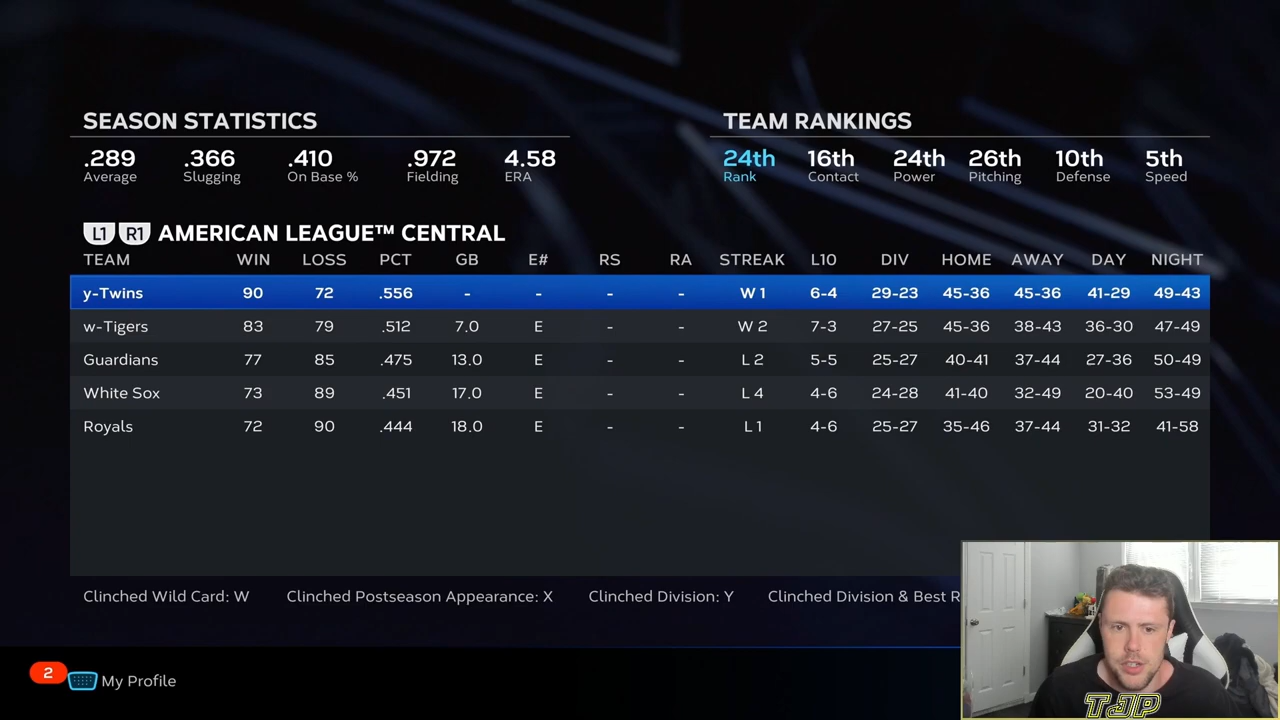 SEASON STATISTICS
.289 .366 .410 .972 4.58
Average Slugging On Base % Fielding ERA
TEAM RANKINGS
24th 16th 24th 26th 10th 5th
Rank Contact Power Pitching Defense Speed
L1 R1 AMERICAN LEAGUE™ CENTRAL
TEAM WIN LOSS PCT GB E# RS RA STREAK L10 DIV HOME AWAY DAY NIGHT
y-Twins 90 72 .556 - - - - W 1 6-4 29-23 45-36 45-36 41-29 49-43
w-Tigers 83 79 .512 7.0 E - - W 2 7-3 27-25 45-36 38-43 36-30 47-49
Guardians 77 85 .475 13.0 E - - L 2 5-5 25-27 40-41 37-44 27-36 50-49
White Sox 73 89 .451 17.0 E - - L 4 4-6 24-28 41-40 32-49 20-40 53-49
Royals 72 90 .444 18.0 E - - L 1 4-6 25-27 35-46 37-44 31-32 41-58
Clinched Wild Card: W Clinched Postseason Appearance: X Clinched Division: Y Clinched Division & Best R
2 My Profile
TJP